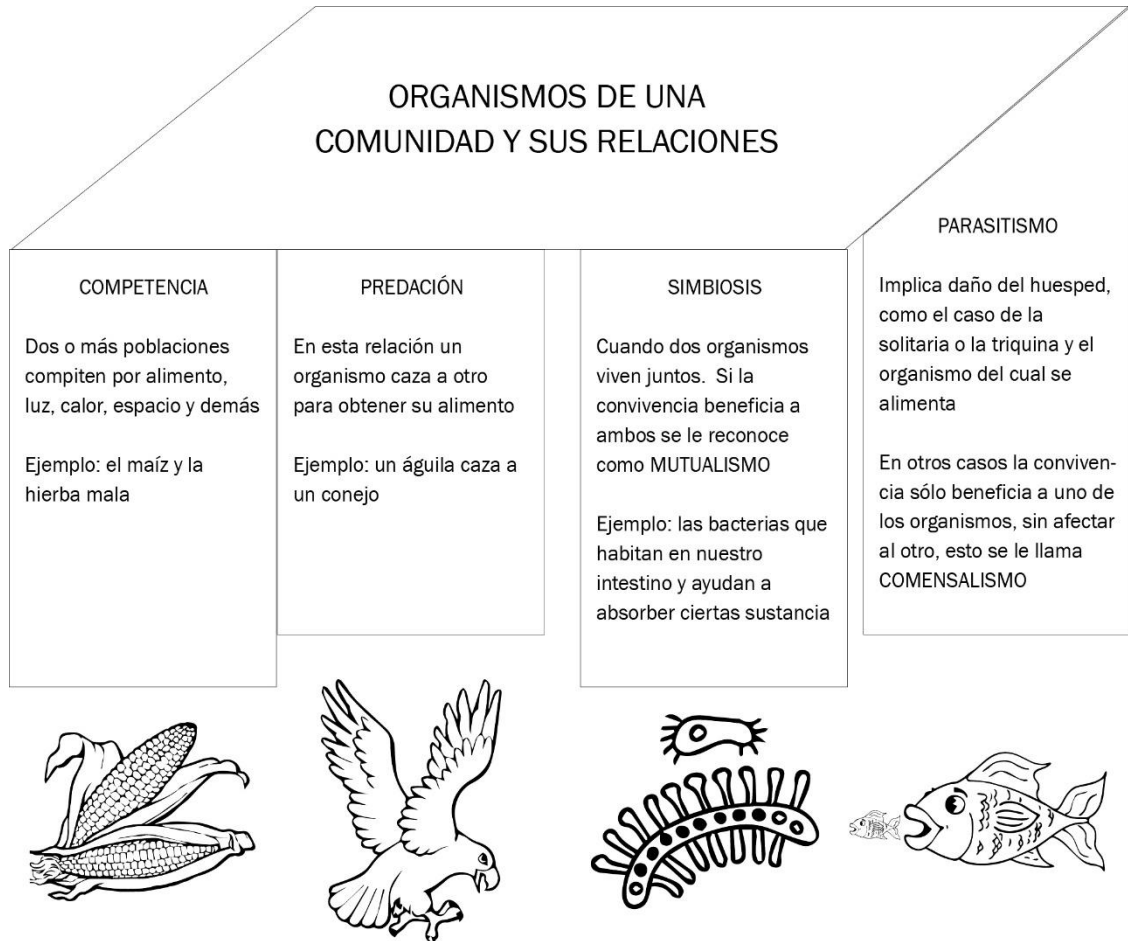 ORGANISMOS DE UNA
COMUNIDAD Y SUS RELACIONES
COMPETENCIA
Dos o más poblaciones
compiten por alimento,
luz, calor, espacio y demás
Ejemplo: el maíz y la
hierba mala
PREDACIÓN
En esta relación un
organismo caza a otro
para obtener su alimento
Ejemplo: un águila caza a
un conejo
SIMBIOSIS
Cuando dos organismos
viven juntos.  Si la
convivencia beneficia a
ambos se le reconoce
como MUTUALISMO
Ejemplo: las bacterias que
habitan en nuestro
intestino y ayudan a
absorber ciertas sustancia
PARASITISMO
Implica daño del huesped,
como el caso de la
solitaria o la triquina y el
organismo del cual se
alimenta
En otros casos la conviven-
cia sólo beneficia a uno de
los organismos, sin afectar
al otro, esto se le llama
COMENSALISMO